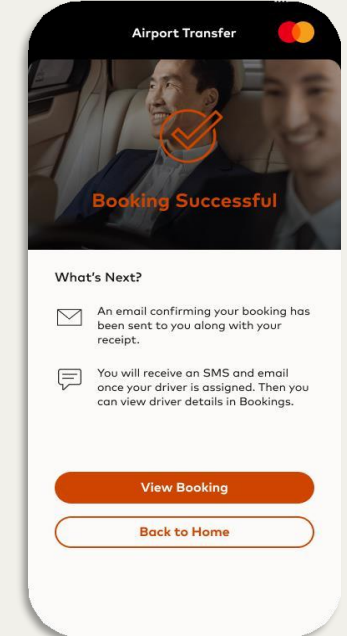 Airport Transfer
Booking Successful
What's Next?
An email confirming your booking has
been sent to you along with your
receipt.
You will receive an SMS and email
once your driver is assigned. Then you
can view driver details in Bookings.
View Booking
Back to Home